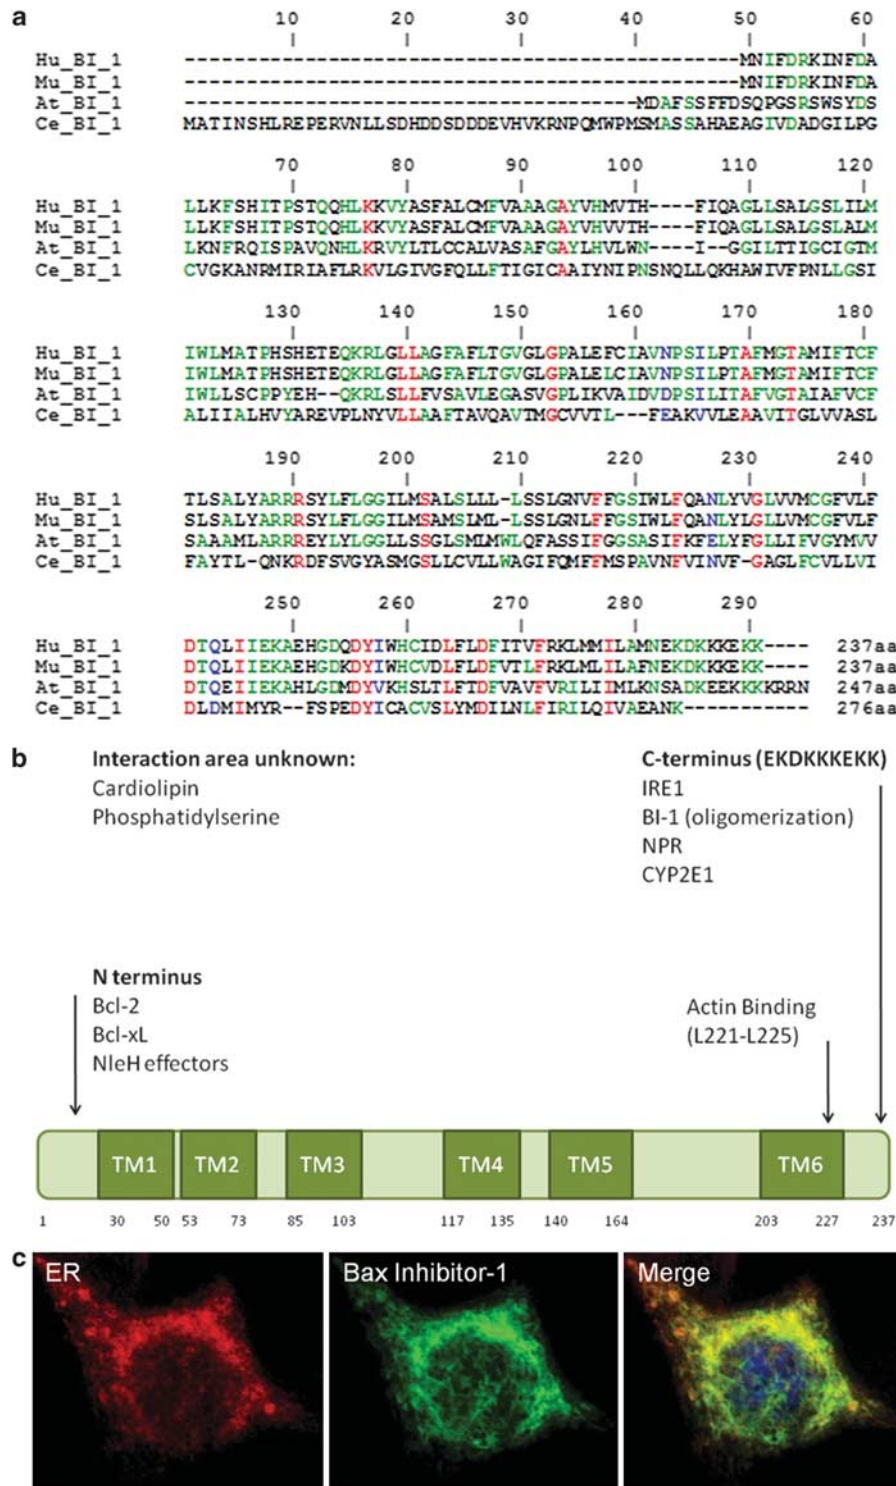 a
10 20 30 40 50 60
Hu_BI_1 -------------------------------------------------MNIFDRKINFDA
Mu_BI_1 -------------------------------------------------MNIFDRKINFDA
At_BI_1 ----------------------------------------MDAFSSFFDSQPGSRSWSYDS
Ce_BI_1 MATINSHLREPERVNLLSDHDDSDDDEVHVKRNPQMWPMSMASSAHAEAGIVDADGILPG
70 80 90 100 110 120
Hu_BI_1 LLKFSHITPSTQQHLKKVYASFALCMFVAAAGAYVHMVTH----FIQAGLLSALGSLILM
Mu_BI_1 LLKFSHITPSTQQHLKKVYASFALCMFVAAAGAYVHVVTH----FIQAGLLSALGSLALM
At_BI_1 LKNFRQISPAVQNHLKRVYLTLCCALVASAFGAYLHVLWN----I--GGILTTIGCIGTM
Ce_BI_1 CVGKANRMIRIAFLRKVLGIVGFQLLFTIGICAAIYNIPNSNQLLQKHAWIVFPNLLGSI
130 140 150 160 170 180
Hu_BI_1 IWLMATPHSHETEQKRLGLLAGFAFLTGVGLGPALEFCIAVNPSILPTAFMGTAMIFTCF
Mu_BI_1 IWLMATPHSHETEQKRLGLLAGFAFLTGVGLGPALELCIAVNPSILPTAFMGTAMIFTCF
At_BI_1 IWLLSCPPYEH--QKRLSLLFVSAVLEGASVGPLIKVAIDVDPSILITAFVGTAIAFVCF
Ce_BI_1 ALIIALHVYAREVPLNYVLLAAFTAVQAVTMGCVVTL---FEAKVVLEAAVITGLVVASL
190 200 210 220 230 240
Hu_BI_1 TLSALYARRRSYLFLGGILMSALSLLL-LSSLGNVFFGSIWLFQANLYVGLVVMCGFVLF
Mu_BI_1 SLSALYARRRSYLFLGGILMSAMSLML-LSSLGNLFFGSIWLFQANLYLGLLVMCGFVLF
At_BI_1 SAAAMLARRREYLYLGGLLSSGLSMLMWLQFASSIFGGSASIFKFELYFGLLIFVGYMVV
Ce_BI_1 FAYTL-QNKRDFSVGYASMGSLLCVLLWAGIFQMFFMSPAVNFVINVF-GAGLFCVLLVI
250 260 270 280 290
Hu_BI_1 DTQLIIEKAEHGDQDYIWHCIDLFLDFITVFRKLMMILAMNEKDKKKEKK---- 237aa
Mu_BI_1 DTQLIIEKAEHGDKDYIWHCVDLFLDFVTLFRKLMLILAFNEKDKKKEKK---- 237aa
At_BI_1 DTQEIIEKAHLGDMDYVKHSLTLFTDFVAVFVRILIIMLKNSADKEEKKKKRRN 247aa
Ce_BI_1 DLDMIMYR--FSPEDYICACVSLYMDILNLFIRILQIVAEANK----------- 276aa
b
Interaction area unknown:
Cardiolipin
Phosphatidylserine
C-terminus (EKDKKKEKK)
IRE1
BI-1 (oligomerization)
NPR
CYP2E1
N terminus
Bcl-2
Bcl-xL
NleH effectors
Actin Binding
(L221-L225)
TM1 TM2 TM3 TM4 TM5 TM6
1 30 50 53 73 85 103 117 135 140 164 203 227 237
c
ER Bax Inhibitor-1 Merge